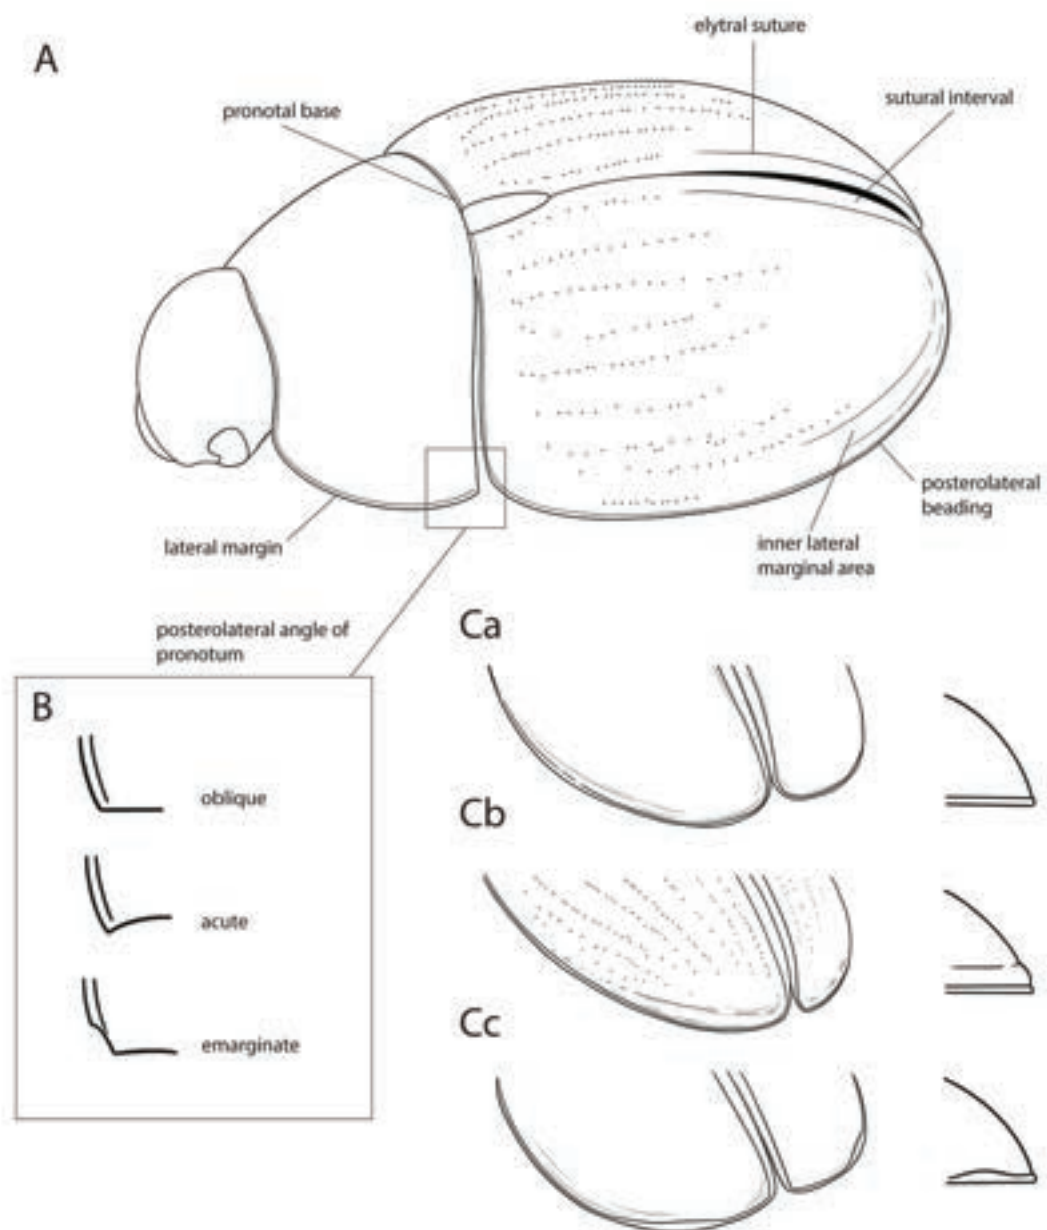 A
elytral suture
sutural interval
pronotal base
posterolateral
beading
inner lateral
marginal area
lateral margin
posterolateral angle of
pronotum
B
oblique
acute
emarginate
Ca
Cb
Cc